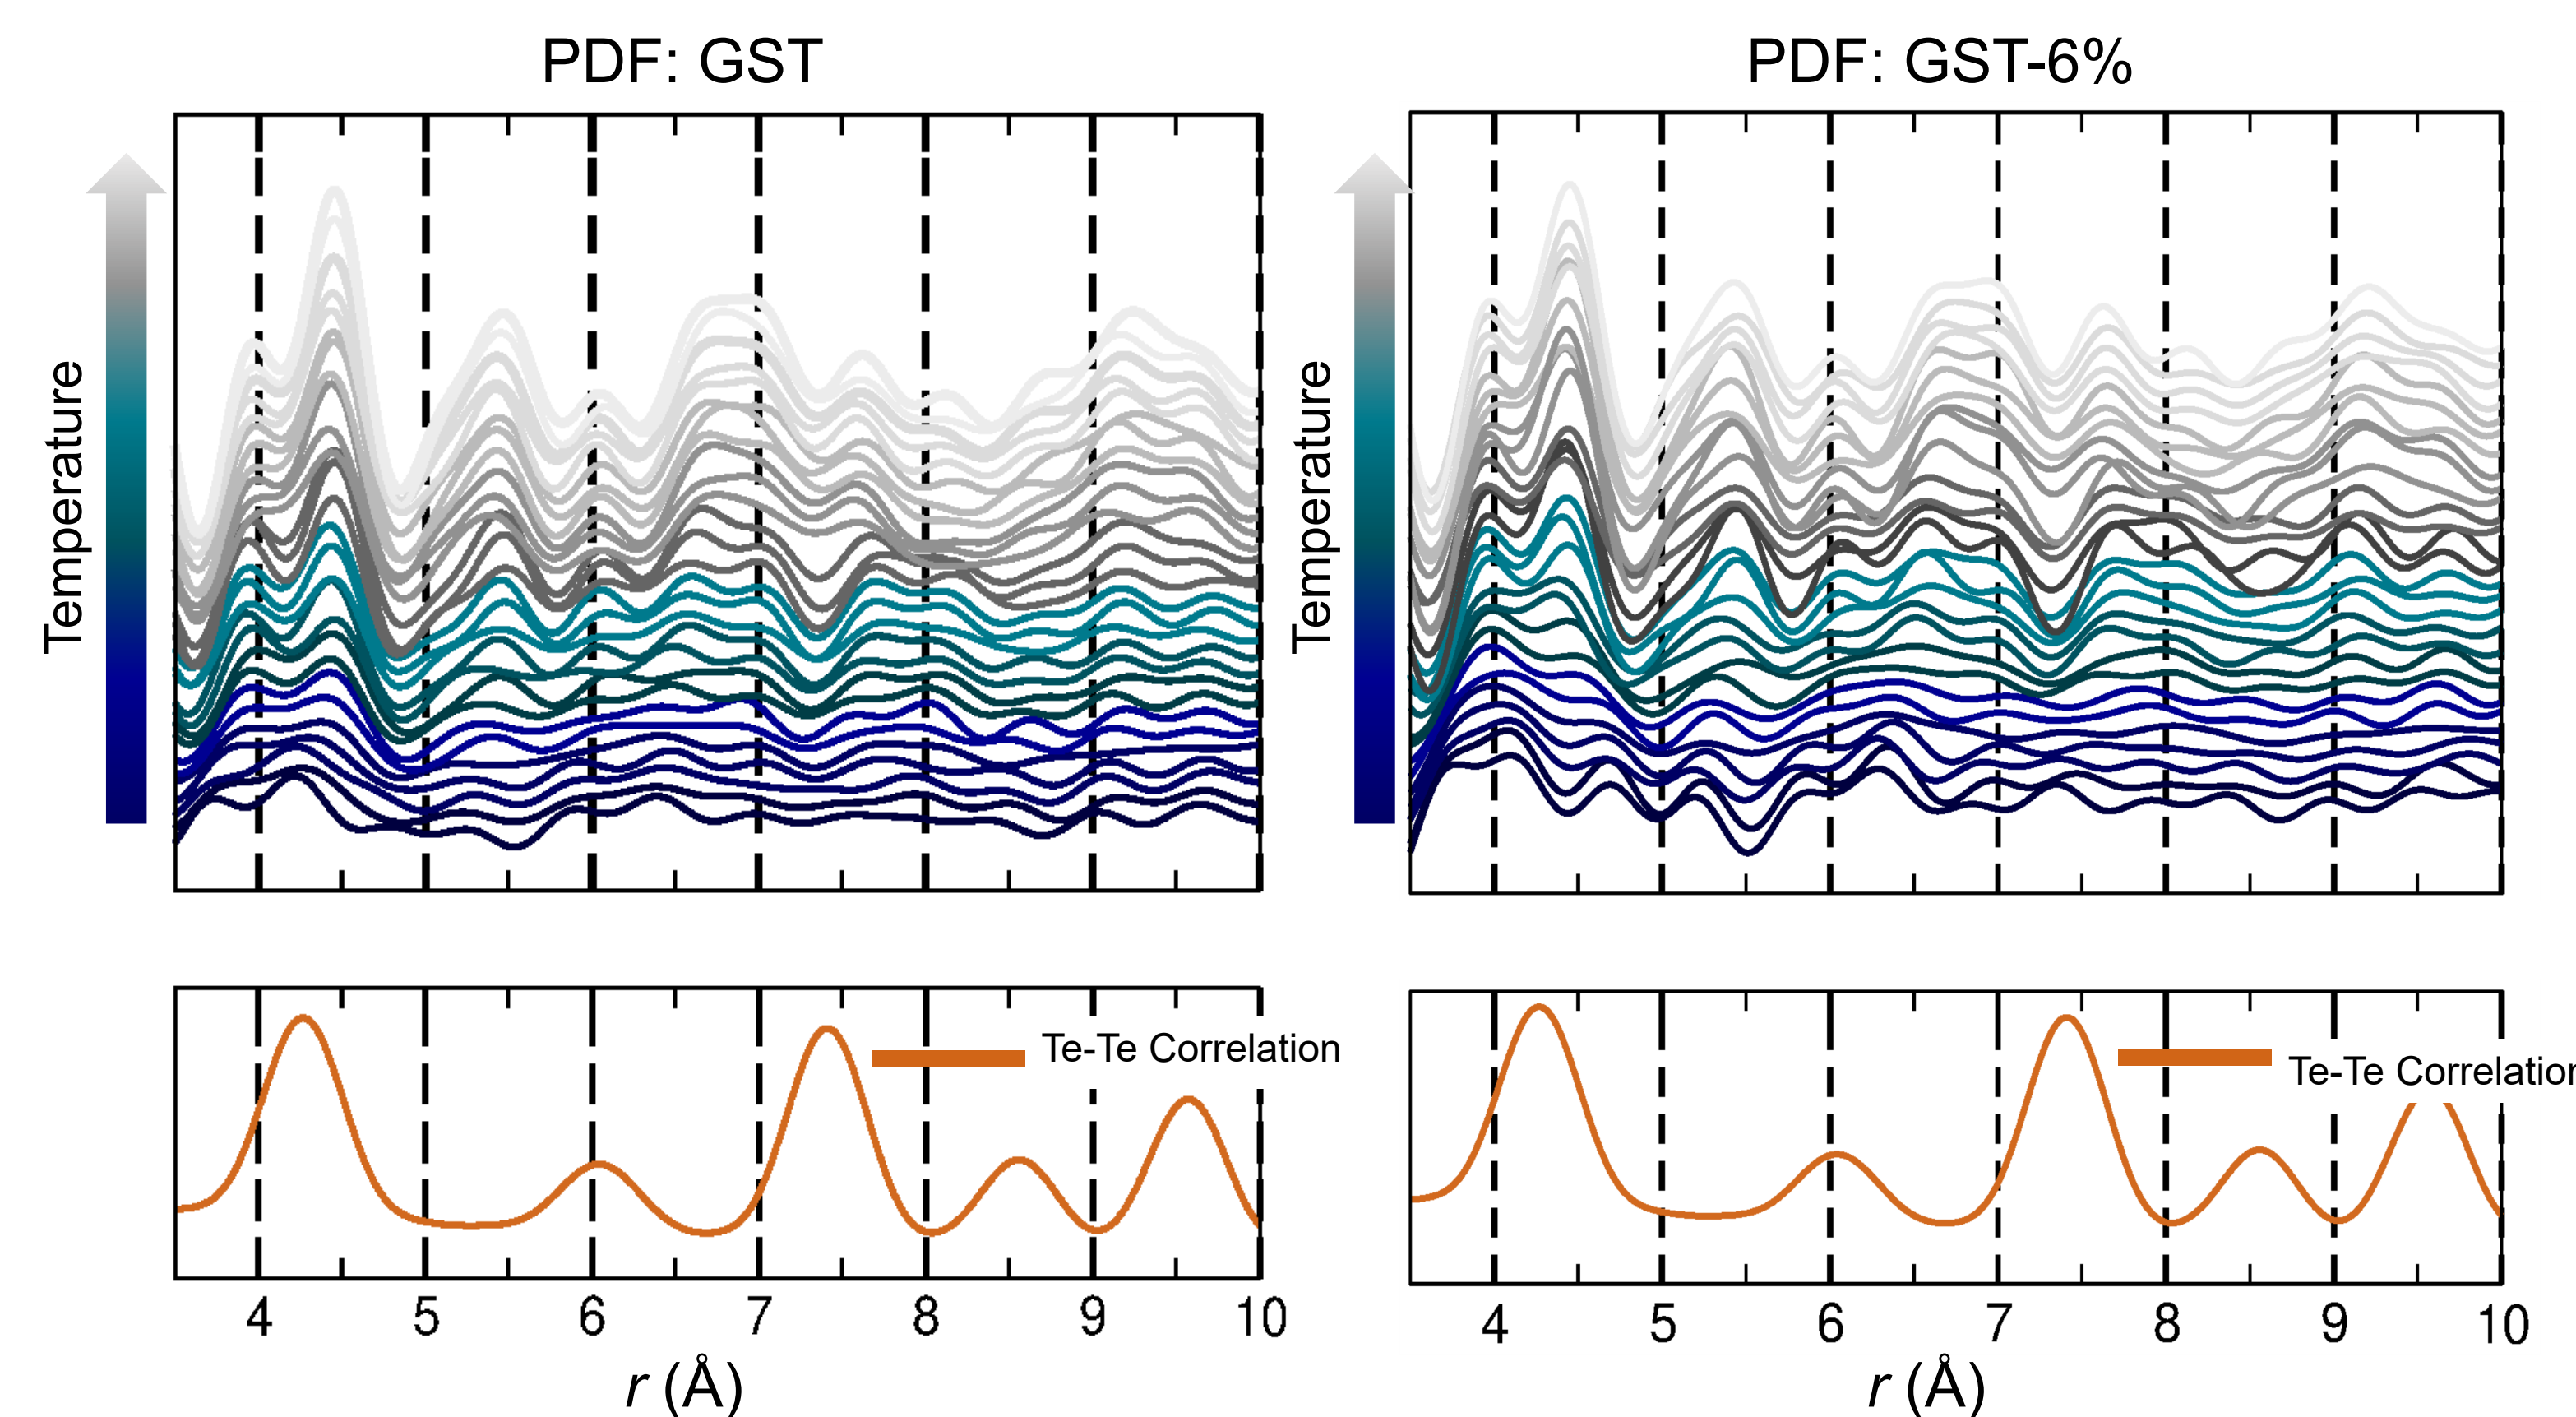 PDF: GST
PDF: GST-6%
Temperature
Temperature
Te-Te Correlation
Te-Te Correlation
4 5 6 7 8 9 10
4 5 6 7 8 9 10
r (Å)
r (Å)